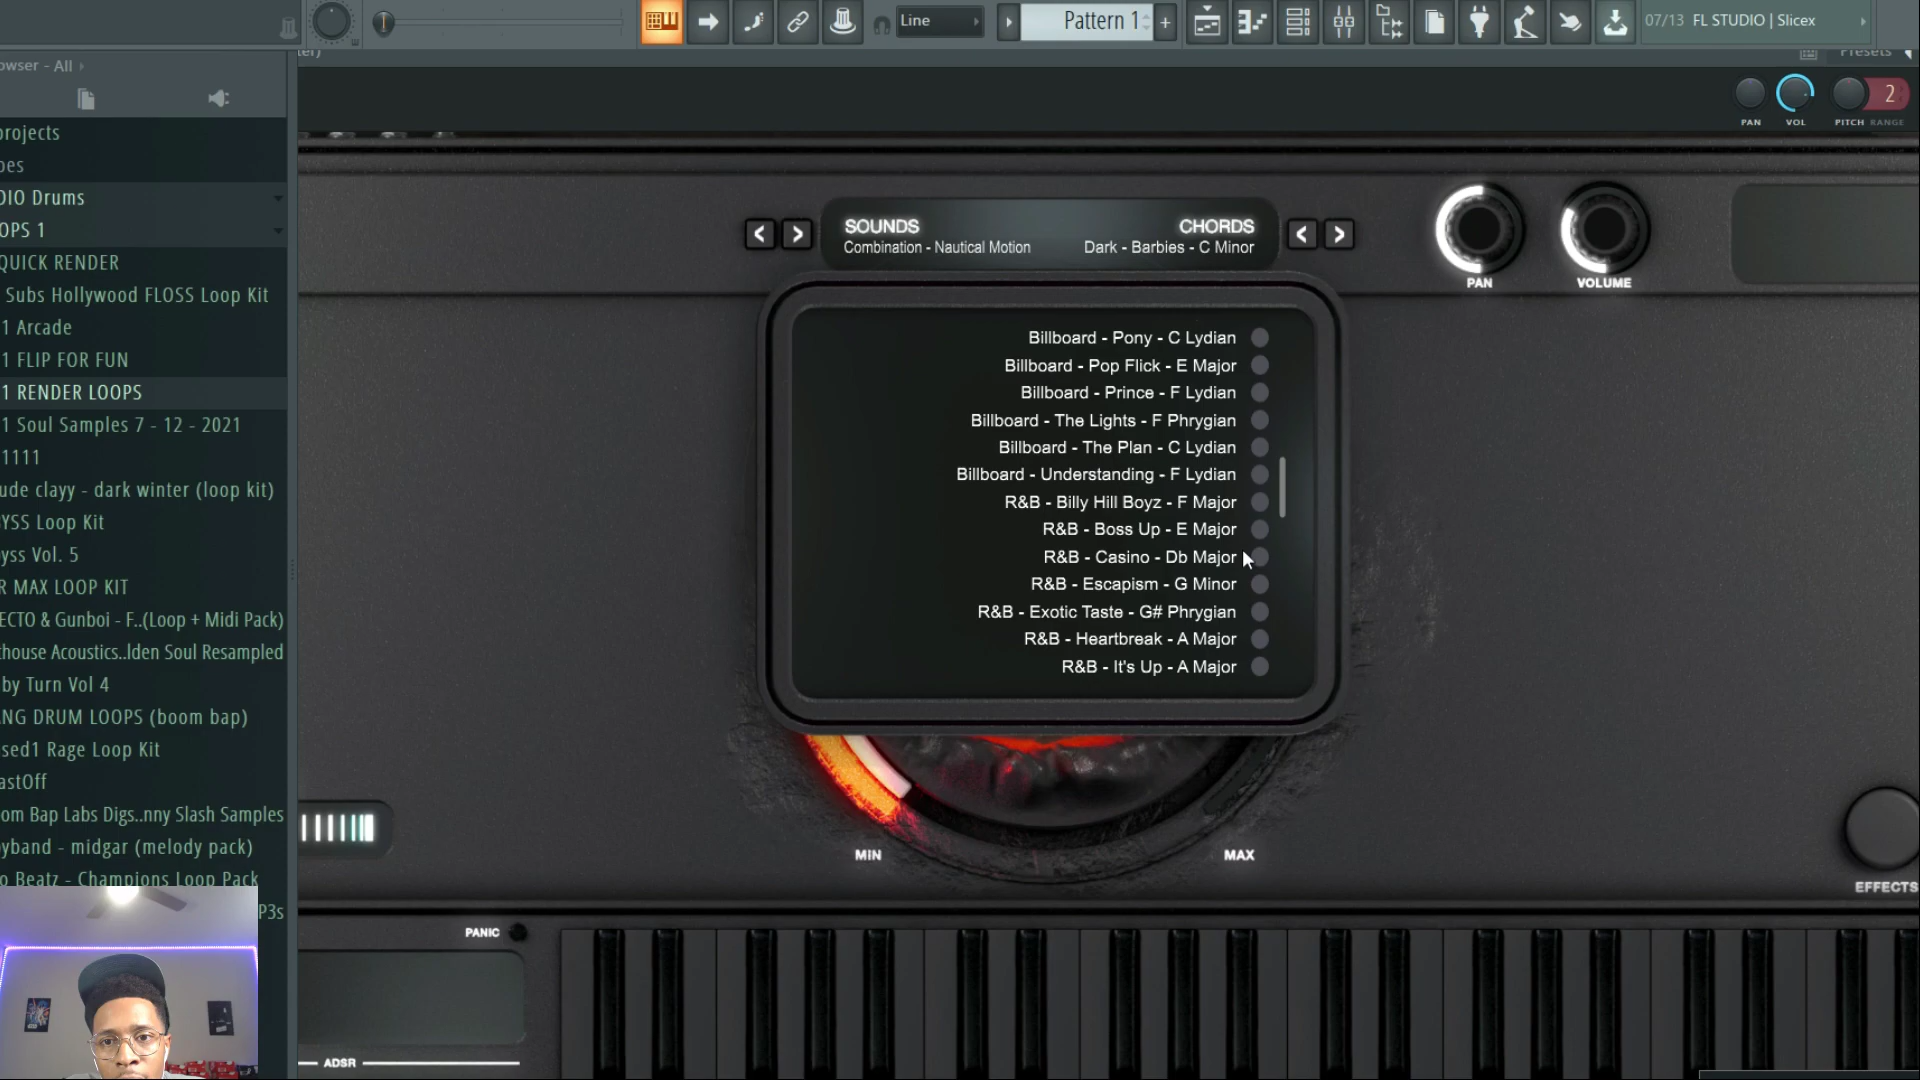 Line
Pattern 1
+
07/13 FL STUDIO | Slicex
owser - All
Presets
2
PAN
VOL
PITCH RANGE
projects
pes
DIO Drums
OPS 1
QUICK RENDER
Subs Hollywood FLOSS Loop Kit
1 Arcade
1 FLIP FOR FUN
1 RENDER LOOPS
1 Soul Samples 7 - 12 - 2021
1111
ude clayy - dark winter (loop kit)
YSS Loop Kit
yss Vol. 5
R MAX LOOP KIT
ECTO & Gunboi - F..(Loop + Midi Pack)
thouse Acoustics..lden Soul Resampled
by Turn Vol 4
ANG DRUM LOOPS (boom bap)
sed1 Rage Loop Kit
astOff
om Bap Labs Digs..nny Slash Samples
yband - midgar (melody pack)
o Beatz - Champions Loop Pack
P3s
< >
SOUNDS
CHORDS
Combination - Nautical Motion
Dark - Barbies - C Minor
< >
PAN
VOLUME
Billboard - Pony - C Lydian
Billboard - Pop Flick - E Major
Billboard - Prince - F Lydian
Billboard - The Lights - F Phrygian
Billboard - The Plan - C Lydian
Billboard - Understanding - F Lydian
R&B - Billy Hill Boyz - F Major
R&B - Boss Up - E Major
R&B - Casino - Db Major
R&B - Escapism - G Minor
R&B - Exotic Taste - G# Phrygian
R&B - Heartbreak - A Major
R&B - It's Up - A Major
MIN
MAX
EFFECTS
PANIC
ADSR